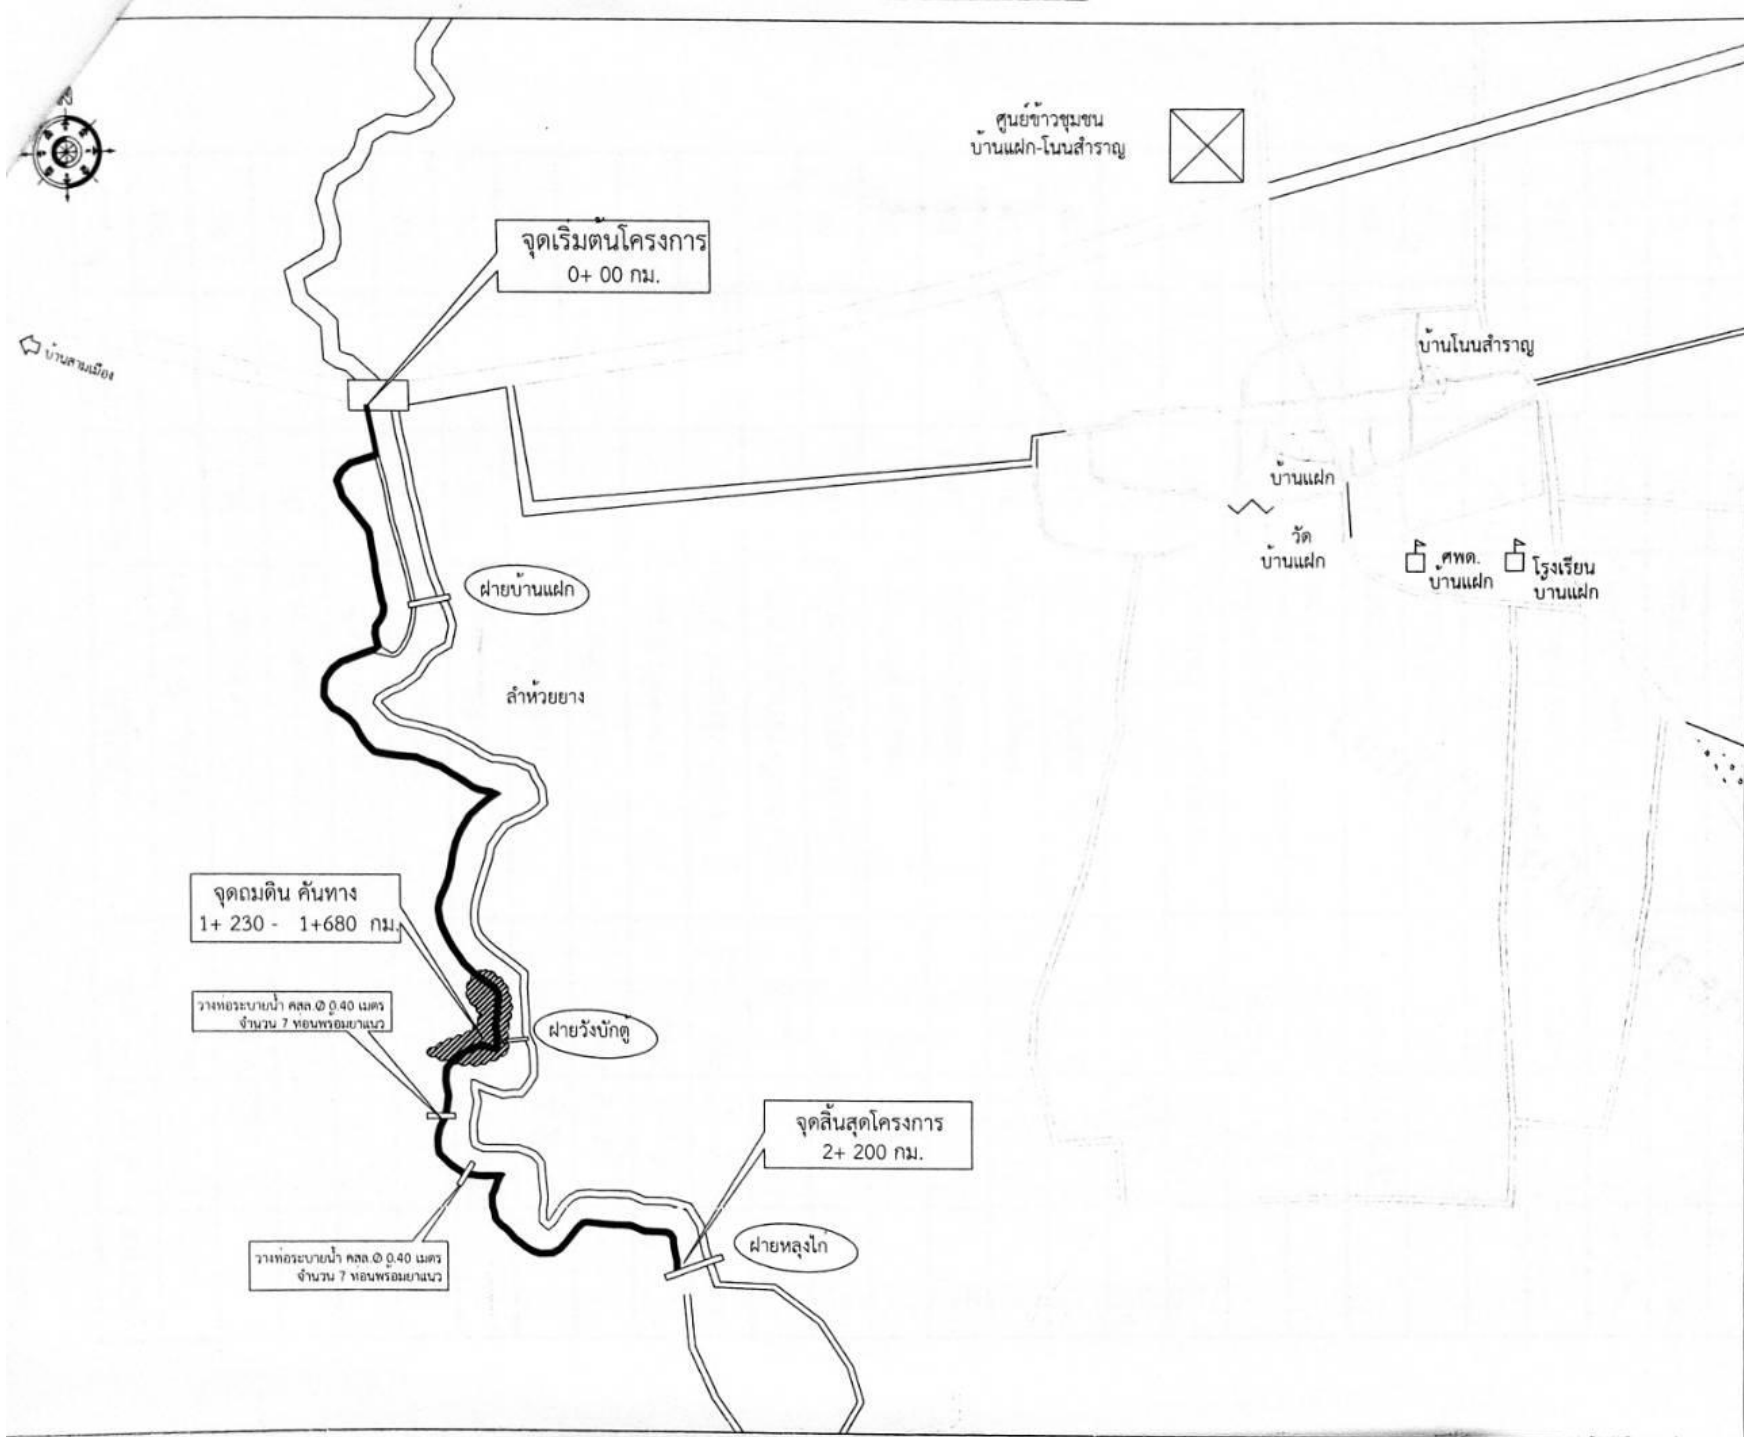 N
ศูนย์ข้าวชุมชน
บ้านแฝก-โนนสำราญ
จุดเริ่มต้นโครงการ
0+ 00 กม.
บ้านสามเมือง
บ้านโนนสำราญ
บ้านแฝก
วัด
บ้านแฝก
ศพด.
บ้านแฝก
โรงเรียน
บ้านแฝก
ฝายบ้านแฝก
ลำห้วยยาง
จุดถมดิน คันทาง
1+ 230 - 1+680 กม.
วางท่อระบายน้ำ คสล.Ø 0.40 เมตร
จำนวน 7 ท่อนพร้อมยาแนว
ฝายวังบักตู้
จุดสิ้นสุดโครงการ
2+ 200 กม.
ฝายหลุงไก่
วางท่อระบายน้ำ คสล.Ø 0.40 เมตร
จำนวน 7 ท่อนพร้อมยาแนว